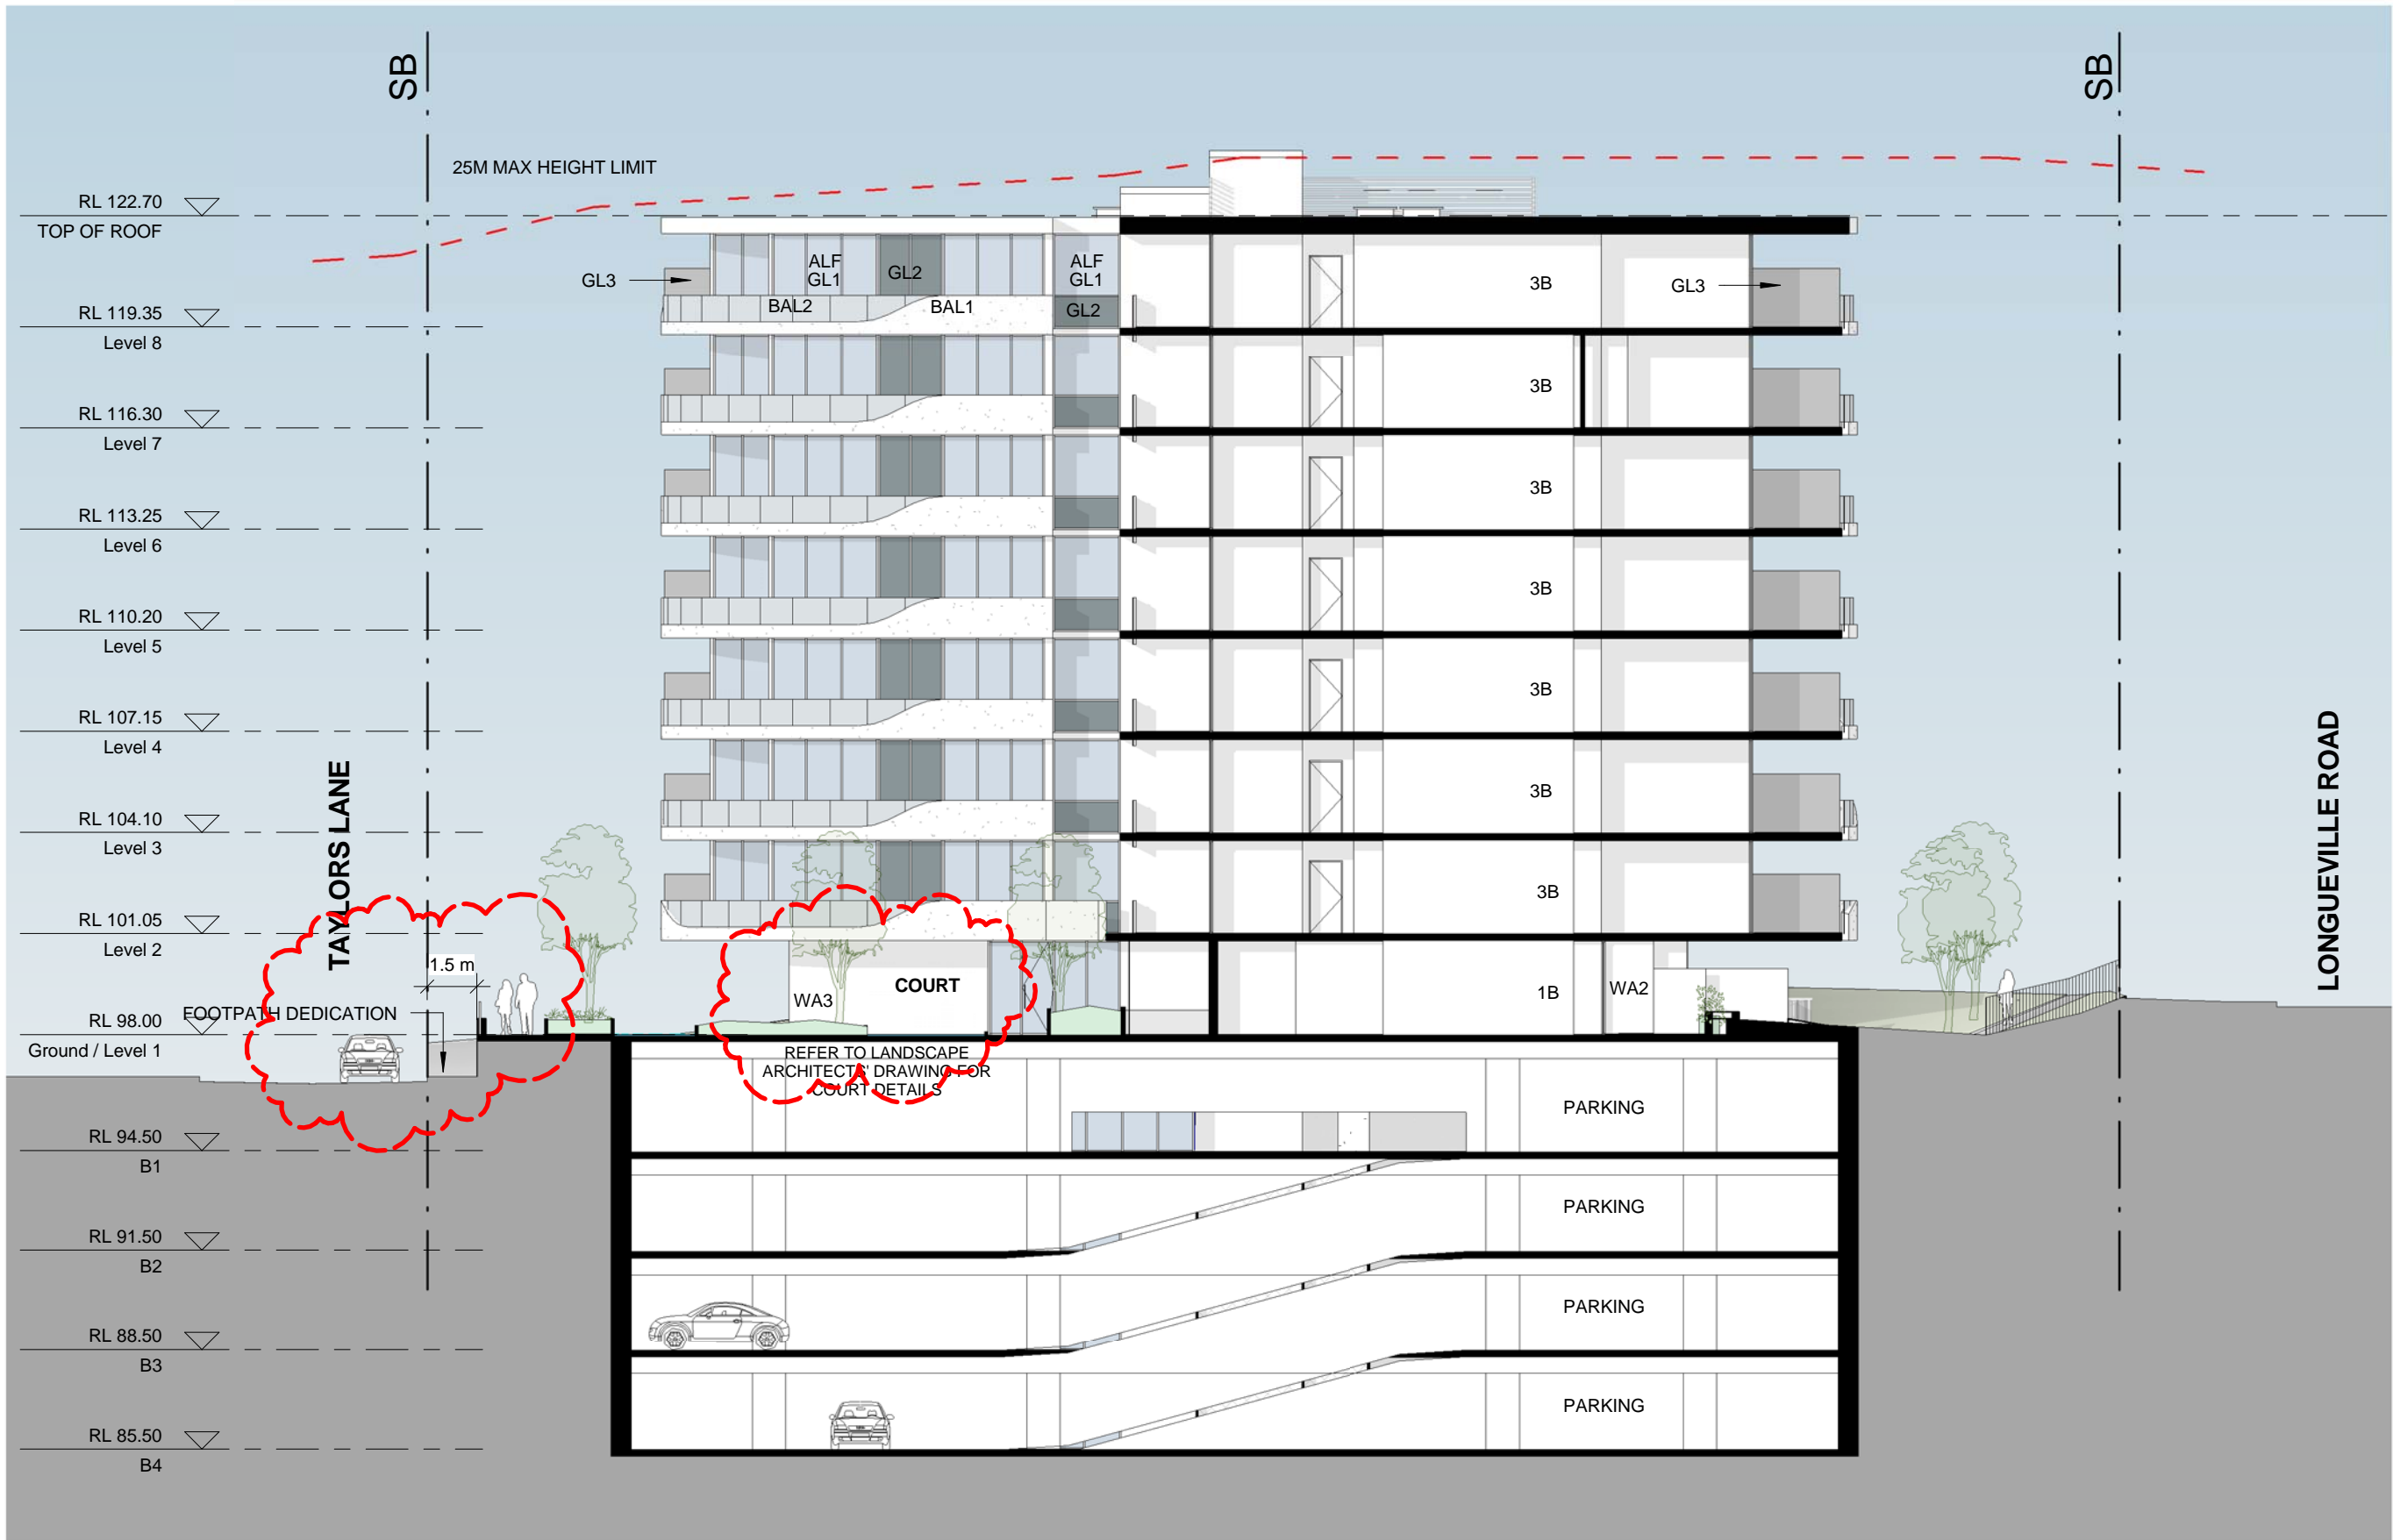 SB
SB
25M MAX HEIGHT LIMIT
RL 122.70
TOP OF ROOF
ALF
GL1
GL2
ALF
GL1
GL3
3B
GL3
BAL2
BAL1
GL2
RL 119.35
Level 8
3B
RL 116.30
Level 7
3B
RL 113.25
Level 6
3B
RL 110.20
Level 5
3B
RL 107.15
Level 4
3B
RL 104.10
Level 3
3B
RL 101.05
Level 2
TAYLORS LANE
LONGUEVILLE ROAD
1.5 m
COURT
WA3
1B
WA2
FOOTPATH DEDICATION
RL 98.00
Ground / Level 1
REFER TO LANDSCAPE
ARCHITECTS' DRAWING FOR
COURT DETAILS
PARKING
RL 94.50
B1
PARKING
RL 91.50
B2
PARKING
RL 88.50
B3
PARKING
RL 85.50
B4